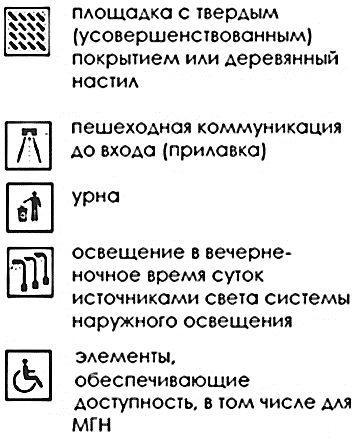 площадка с твердым
(усовершенствованным)
покрытием или деревянный
настил
пешеходная коммуникация
до входа (прилавка)
урна
освещение в вечерне-
ночное время суток
источниками света системы
наружного освещения
элементы,
обеспечивающие
доступность, в том числе для
МГН